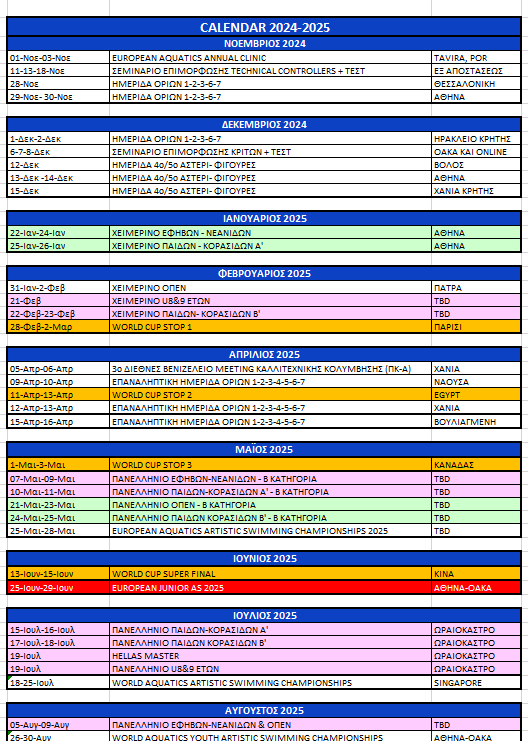 CALENDAR 2024-2025
ΝΟΕΜΒΡΙΟΣ 2024
01-Νοε-03-Νοε EUROPEAN AQUATICS ANNUAL CLINIC TAVIRA, POR
11-13-18-Νοε ΣΕΜΙΝΑΡΙΟ ΕΠΙΜΟΡΦΩΣΗΣ TECHNICAL CONTROLLERS + ΤΕΣΤ ΕΞ ΑΠΟΣΤΑΣΕΩΣ
28-Νοε ΗΜΕΡΙΔΑ ΟΡΙΩΝ 1-2-3-6-7 ΘΕΣΣΑΛΟΝΙΚΗ
29-Νοε- 30-Νοε ΗΜΕΡΙΔΑ ΟΡΙΩΝ 1-2-3-6-7 ΑΘΗΝΑ
ΔΕΚΕΜΒΡΙΟΣ 2024
1-Δεκ-2-Δεκ ΗΜΕΡΙΔΑ ΟΡΙΩΝ 1-2-3-6-7 ΗΡΑΚΛΕΙΟ ΚΡΗΤΗΣ
6-7-8-Δεκ ΣΕΜΙΝΑΡΙΟ ΕΠΙΜΟΡΦΩΣΗΣ ΚΡΙΤΩΝ + ΤΕΣΤ ΟΑΚΑ ΚΑΙ ONLINE
12-Δεκ ΗΜΕΡΙΔΑ 4ο/5ο ΑΣΤΕΡΙ- ΦΙΓΟΥΡΕΣ ΒΟΛΟΣ
13-Δεκ -14-Δεκ ΗΜΕΡΙΔΑ 4ο/5ο ΑΣΤΕΡΙ- ΦΙΓΟΥΡΕΣ ΑΘΗΝΑ
15-Δεκ ΗΜΕΡΙΔΑ 4ο/5ο ΑΣΤΕΡΙ- ΦΙΓΟΥΡΕΣ ΧΑΝΙΑ ΚΡΗΤΗΣ
ΙΑΝΟΥΑΡΙΟΣ 2025
22-Ιαν-24-Ιαν ΧΕΙΜΕΡΙΝΟ ΕΦΗΒΩΝ - ΝΕΑΝΙΔΩΝ ΑΘΗΝΑ
25-Ιαν-26-Ιαν ΧΕΙΜΕΡΙΝΟ ΠΑΙΔΩΝ - ΚΟΡΑΣΙΔΩΝ Α' ΑΘΗΝΑ
ΦΕΒΡΟΥΑΡΙΟΣ 2025
31-Ιαν-2-Φεβ ΧΕΙΜΕΡΙΝΟ OPEN ΠΑΤΡΑ
21-Φεβ ΧΕΙΜΕΡΙΝΟ U8&9 ΕΤΩΝ TBD
22-Φεβ-23-Φεβ ΧΕΙΜΕΡΙΝΟ ΠΑΙΔΩΝ- ΚΟΡΑΣΙΔΩΝ Β' TBD
28-Φεβ-2-Μαρ WORLD CUP STOP 1 ΠΑΡΙΣΙ
ΑΠΡΙΛΙΟΣ 2025
05-Απρ-06-Απρ 3ο ΔΙΕΘΝΕΣ ΒΕΝΙΖΕΛΕΙΟ MEETING ΚΑΛΛΙΤΕΧΝΙΚΗΣ ΚΟΛΥΜΒΗΣΗΣ (ΠΚ-Α) ΧΑΝΙΑ
09-Απρ-10-Απρ ΕΠΑΝΑΛΗΠΤΙΚΗ ΗΜΕΡΙΔΑ ΟΡΙΩΝ 1-2-3-4-5-6-7 ΝΑΟΥΣΑ
11-Απρ-13-Απρ WORLD CUP STOP 2 EGYPT
12-Απρ-13-Απρ ΕΠΑΝΑΛΗΠΤΙΚΗ ΗΜΕΡΙΔΑ ΟΡΙΩΝ 1-2-3-4-5-6-7 ΧΑΝΙΑ
15-Απρ-16-Απρ ΕΠΑΝΑΛΗΠΤΙΚΗ ΗΜΕΡΙΔΑ ΟΡΙΩΝ 1-2-3-4-5-6-7 ΒΟΥΛΙΑΓΜΕΝΗ
ΜΑΪΟΣ 2025
1-Μαι-3-Μαι WORLD CUP STOP 3 ΚΑΝΑΔΑΣ
07-Μαι-09-Μαι ΠΑΝΕΛΛΗΝΙΟ ΕΦΗΒΩΝ-ΝΕΑΝΙΔΩΝ - Β ΚΑΤΗΓΟΡΙΑ TBD
10-Μαι-11-Μαι ΠΑΝΕΛΛΗΝΙΟ ΠΑΙΔΩΝ-ΚΟΡΑΣΙΔΩΝ Α' - Β ΚΑΤΗΓΟΡΙΑ TBD
21-Μαι-23-Μαι ΠΑΝΕΛΛΗΝΙΟ OPEN - Β ΚΑΤΗΓΟΡΙΑ TBD
24-Μαι-25-Μαι ΠΑΝΕΛΛΗΝΙΟ ΠΑΙΔΩΝ ΚΟΡΑΣΙΔΩΝ Β' - Β ΚΑΤΗΓΟΡΙΑ TBD
25-Μαι-28-Μαι EUROPEAN AQUATICS ARTISTIC SWIMMING CHAMPIONSHIPS 2025 TBD
ΙΟΥΝΙΟΣ 2025
13-Ιουν-15-Ιουν WORLD CUP SUPER FINAL ΚΙΝΑ
25-Ιουν-29-Ιουν EUROPEAN JUNIOR AS 2025 ΑΘΗΝΑ-ΟΑΚΑ
ΙΟΥΛΙΟΣ 2025
15-Ιουλ-16-Ιουλ ΠΑΝΕΛΛΗΝΙΟ ΠΑΙΔΩΝ-ΚΟΡΑΣΙΔΩΝ Α' ΩΡΑΙΟΚΑΣΤΡΟ
17-Ιουλ-18-Ιουλ ΠΑΝΕΛΛΗΝΙΟ ΠΑΙΔΩΝ ΚΟΡΑΣΙΔΩΝ Β' ΩΡΑΙΟΚΑΣΤΡΟ
19-Ιουλ HELLAS MASTER ΩΡΑΙΟΚΑΣΤΡΟ
19-Ιουλ ΠΑΝΕΛΛΗΝΙΟ U8&9 ΕΤΩΝ ΩΡΑΙΟΚΑΣΤΡΟ
18-25-Ιουλ WORLD AQUATICS ARTISTIC SWIMMING CHAMPIONSHIPS SINGAPORE
ΑΥΓΟΥΣΤΟΣ 2025
05-Αυγ-09-Αυγ ΠΑΝΕΛΛΗΝΙΟ ΕΦΗΒΩΝ-ΝΕΑΝΙΔΩΝ & OPEN TBD
26-30-Αυγ WORLD AQUATICS YOUTH ARTISTIC SWIMMING CHAMPIONSHIPS ΑΘΗΝΑ